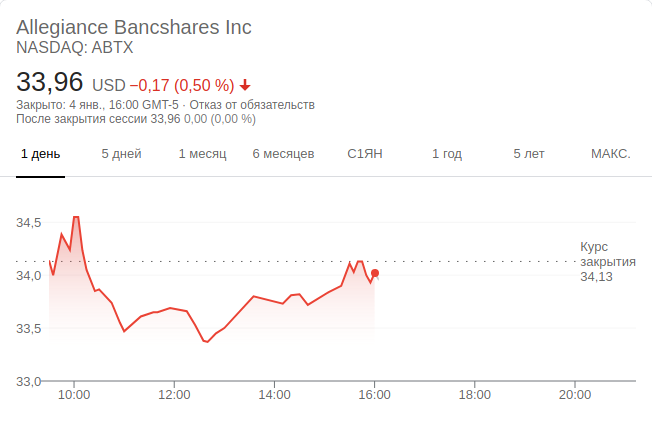 Allegiance Bancshares Inc
NASDAQ: ABTX
33,96 USD −0,17 (0,50 %)
Закрыто: 4 янв., 16:00 GMT-5 · Отказ от обязательств
После закрытия сессии 33,96 0,00 (0,00 %)
1 день 5 дней 1 месяц 6 месяцев С1ЯН 1 год 5 лет МАКС.
34,5
Курс
закрытия
34,13
34,0
33,5
33,0
10:00 12:00 14:00 16:00 18:00 20:00